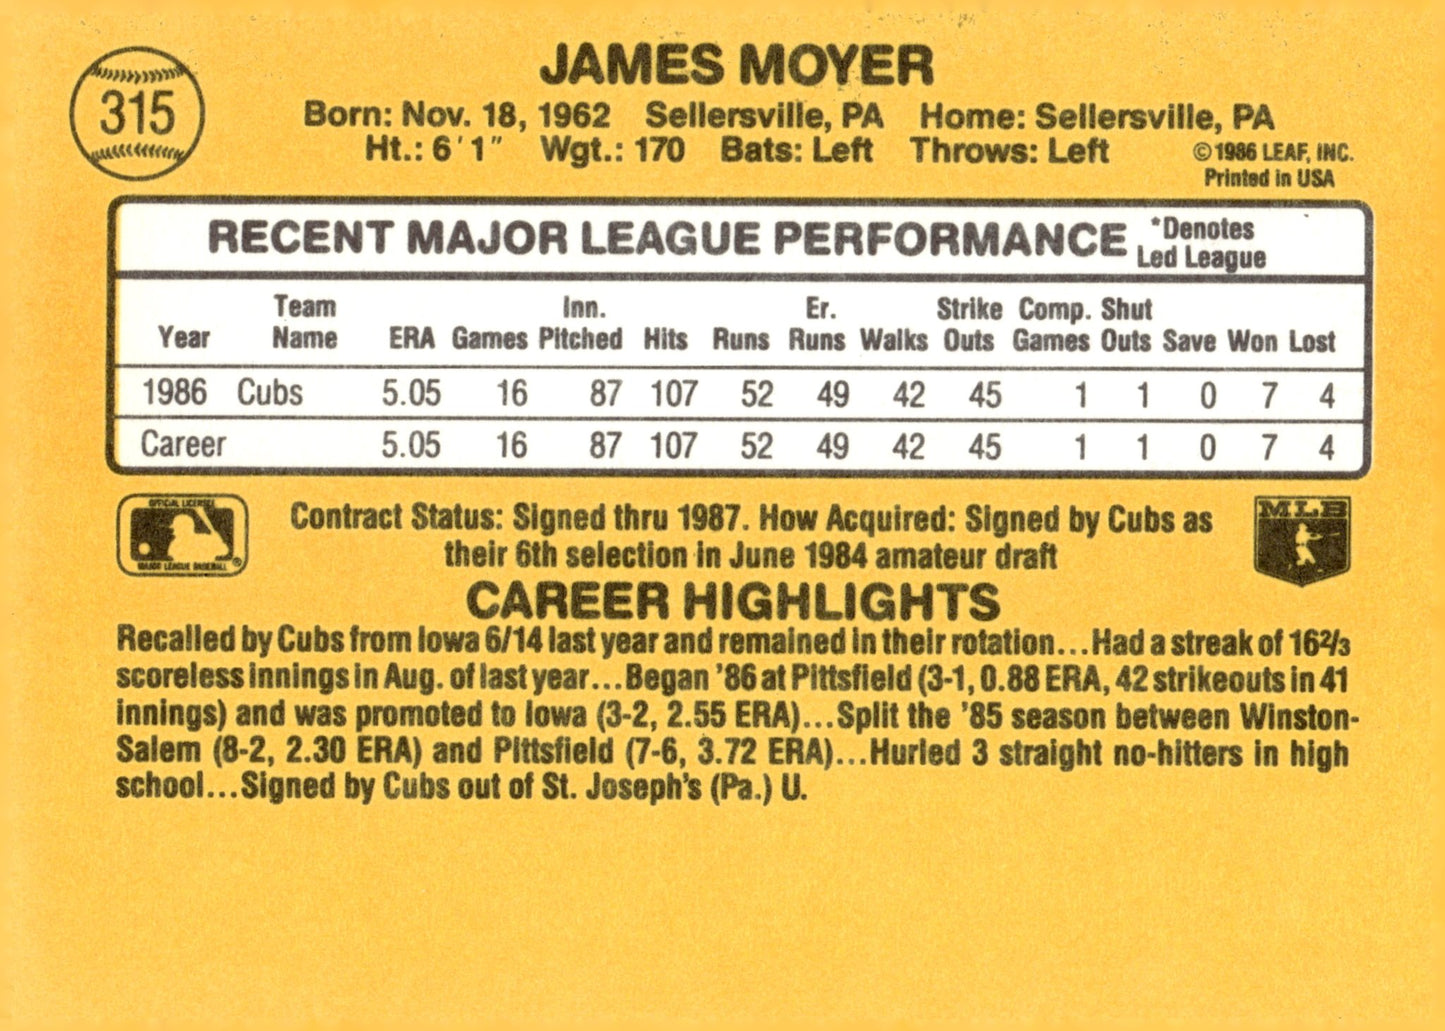 315
JAMES MOYER
Born: Nov. 18, 1962 Sellersville, PA Home: Sellersville, PA
Ht.: 6'1" Wgt.: 170 Bats: Left Throws: Left
©1986 LEAF, INC.
Printed in USA
RECENT MAJOR LEAGUE PERFORMANCE *Denotes Led League
Year Team Name ERA Games Inn. Pitched Hits Runs Er. Runs Walks Strike Outs Comp. Games Shut Outs Save Won Lost
1986 Cubs 5.05 16 87 107 52 49 42 45 1 1 0 7 4
Career 5.05 16 87 107 52 49 42 45 1 1 0 7 4
OFFICIAL LICENSEE
MAJOR LEAGUE BASEBALL ®
Contract Status: Signed thru 1987. How Acquired: Signed by Cubs as
their 6th selection in June 1984 amateur draft
MLB
CAREER HIGHLIGHTS
Recalled by Cubs from Iowa 6/14 last year and remained in their rotation...Had a streak of 16⅔
scoreless innings in Aug. of last year...Began '86 at Pittsfield (3-1, 0.88 ERA, 42 strikeouts in 41
innings) and was promoted to Iowa (3-2, 2.55 ERA)...Split the '85 season between Winston-
Salem (8-2, 2.30 ERA) and Pittsfield (7-6, 3.72 ERA)...Hurled 3 straight no-hitters in high
school...Signed by Cubs out of St. Joseph's (Pa.) U.